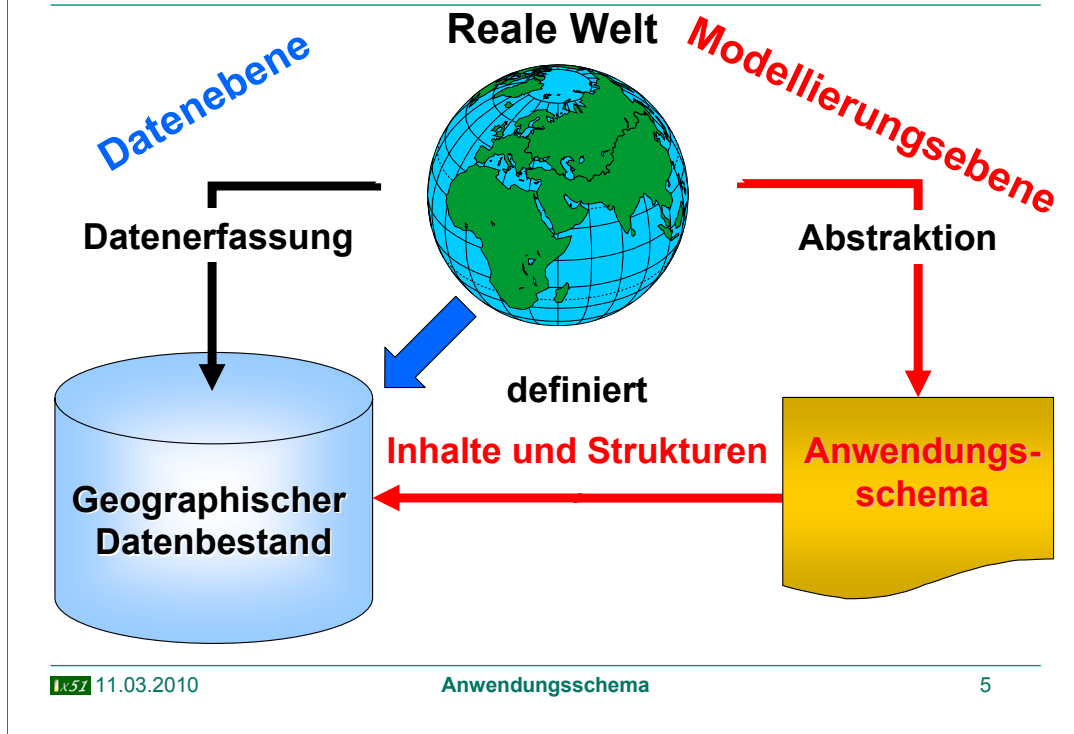 Reale Welt
Datenebene
Modellierungsebene
Datenerfassung
Abstraktion
definiert
Inhalte und Strukturen
Anwendungs-
schema
Geographischer
Datenbestand
lx51 11.03.2010
Anwendungsschema
5